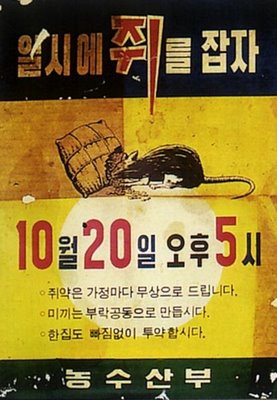 일시에 쥐를 잡자
10월 20일 오후 5시
○ 쥐약은 가정마다 무상으로 드립니다.
○ 미끼는 부락공동으로 만듭시다.
○ 한집도 빠짐없이 투약합시다.
농수산부